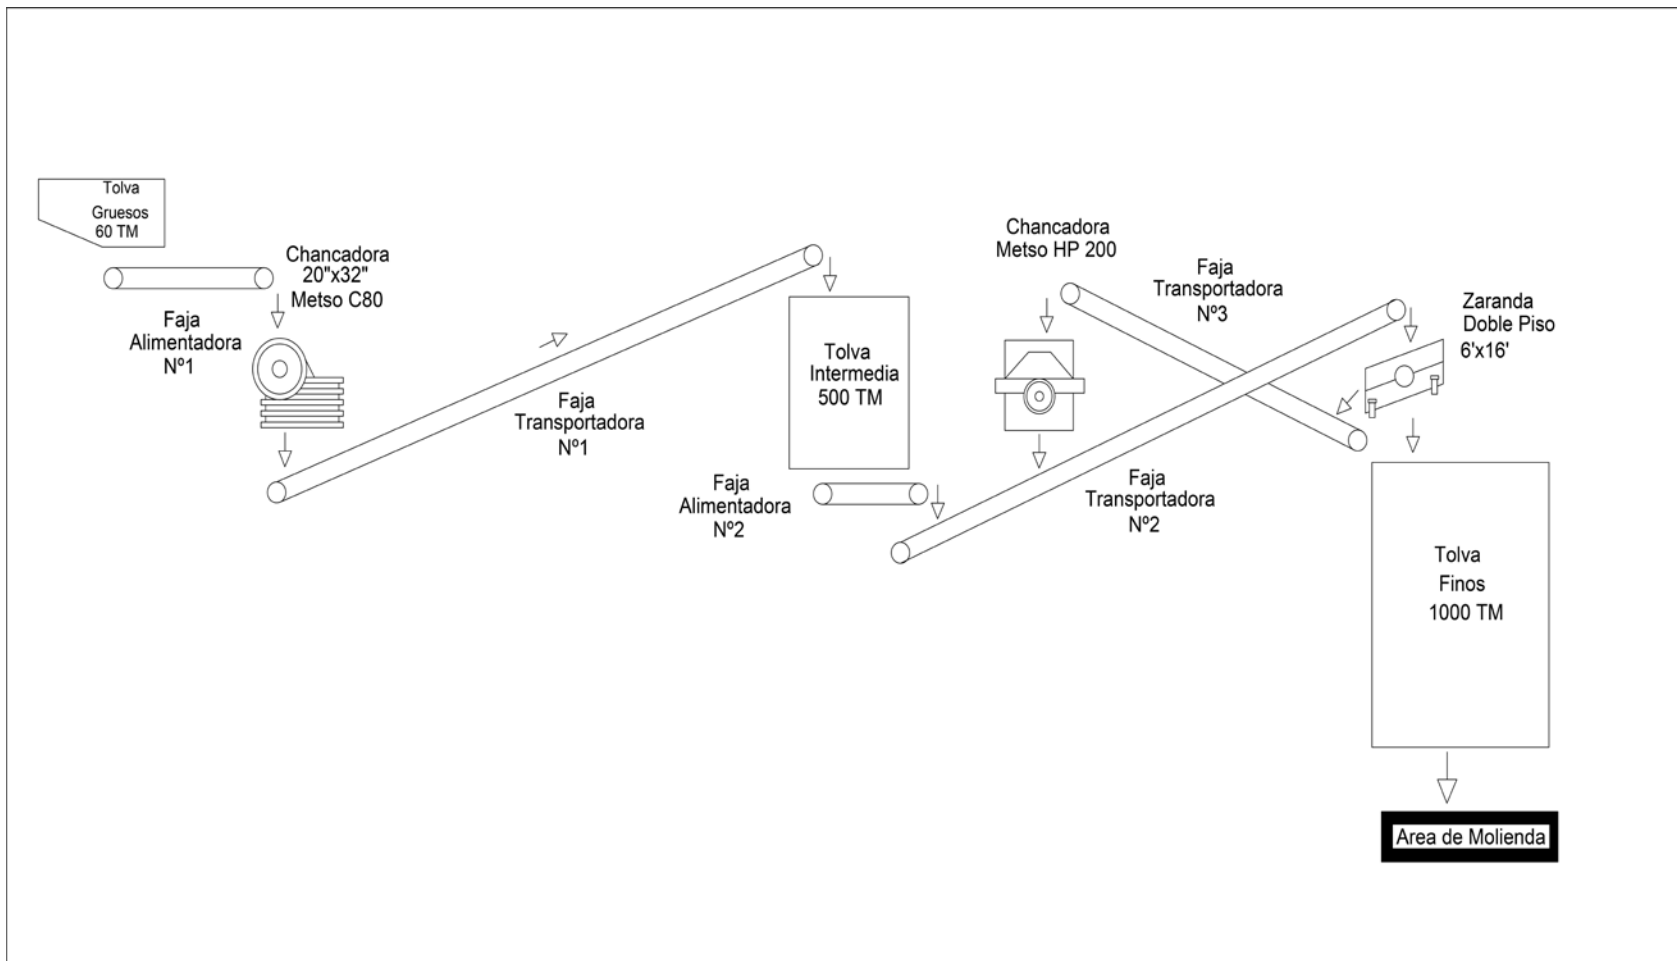 Tolva
Gruesos
60 TM
Chancadora
20"x32"
Metso C80
Faja
Alimentadora
Nº1
Faja
Transportadora
Nº1
Tolva
Intermedia
500 TM
Faja
Alimentadora
Nº2
Chancadora
Metso HP 200
Faja
Transportadora
Nº3
Faja
Transportadora
Nº2
Zaranda
Doble Piso
6'x16'
Tolva
Finos
1000 TM
Area de Molienda